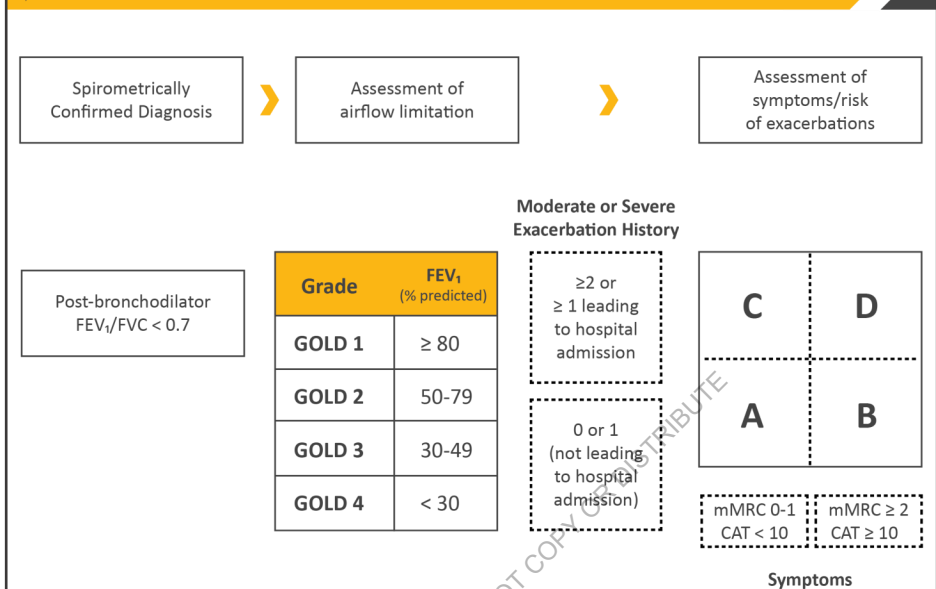 Spirometrically
Confirmed Diagnosis
Assessment of
airflow limitation
Assessment of
symptoms/risk
of exacerbations
Moderate or Severe
Exacerbation History
Post-bronchodilator
FEV₁/FVC < 0.7
Grade
FEV₁
(% predicted)
GOLD 1
≥ 80
GOLD 2
50-79
GOLD 3
30-49
GOLD 4
< 30
≥2 or
≥ 1 leading
to hospital
admission
0 or 1
(not leading
to hospital
admission)
C
D
A
B
mMRC 0-1
CAT < 10
mMRC ≥ 2
CAT ≥ 10
Symptoms
COPY OR DISTRIBUTE